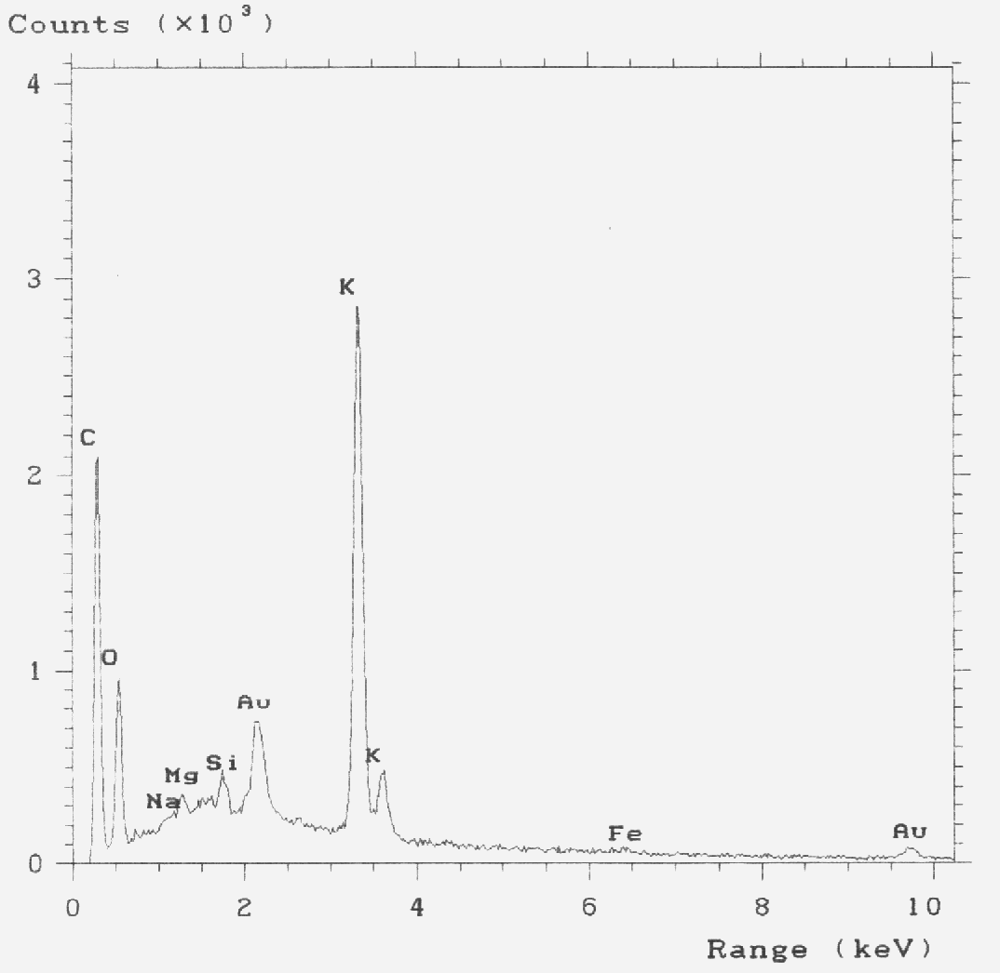 Counts (×10³)
4
3
K
C
2
O
1
Au
K
Si
Mg
Na
Fe
Au
0
0 2 4 6 8 10
Range (keV)